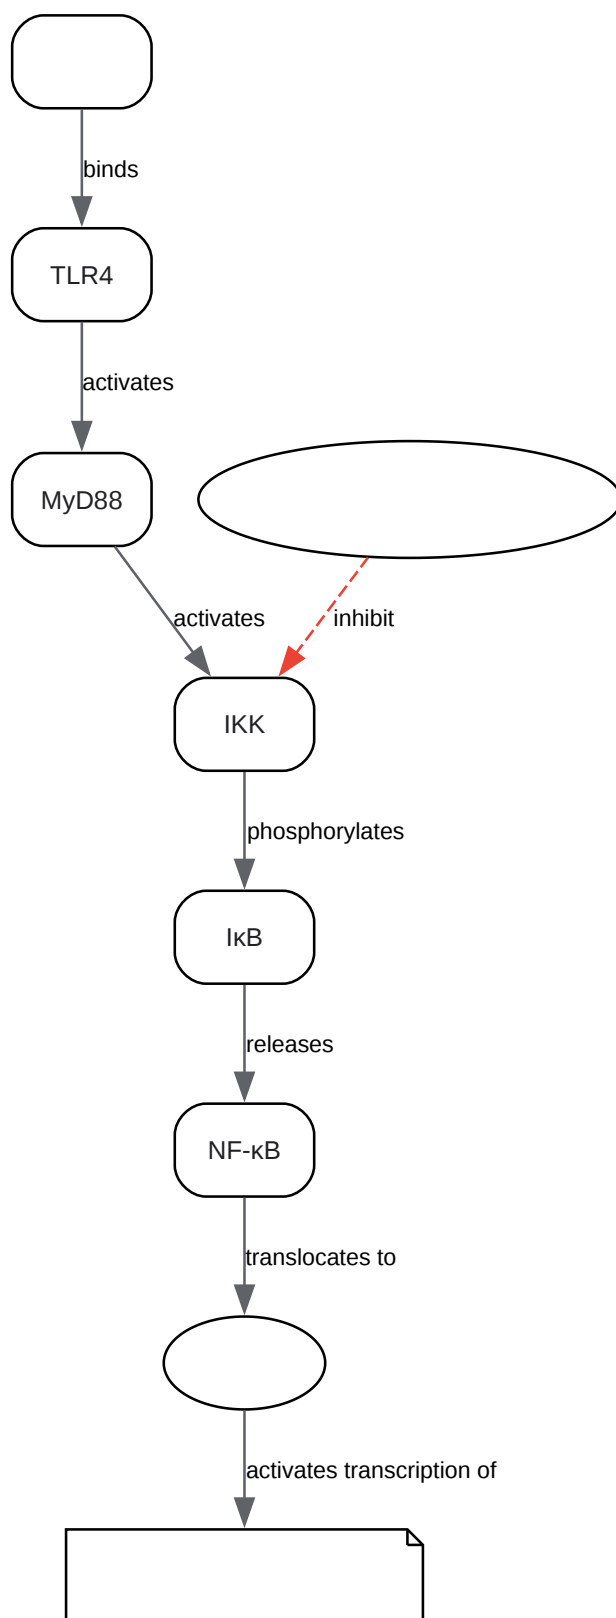 binds
TLR4
activates
MyD88
activates
inhibit
IKK
phosphorylates
IκB
releases
NF-κB
translocates to
activates transcription of